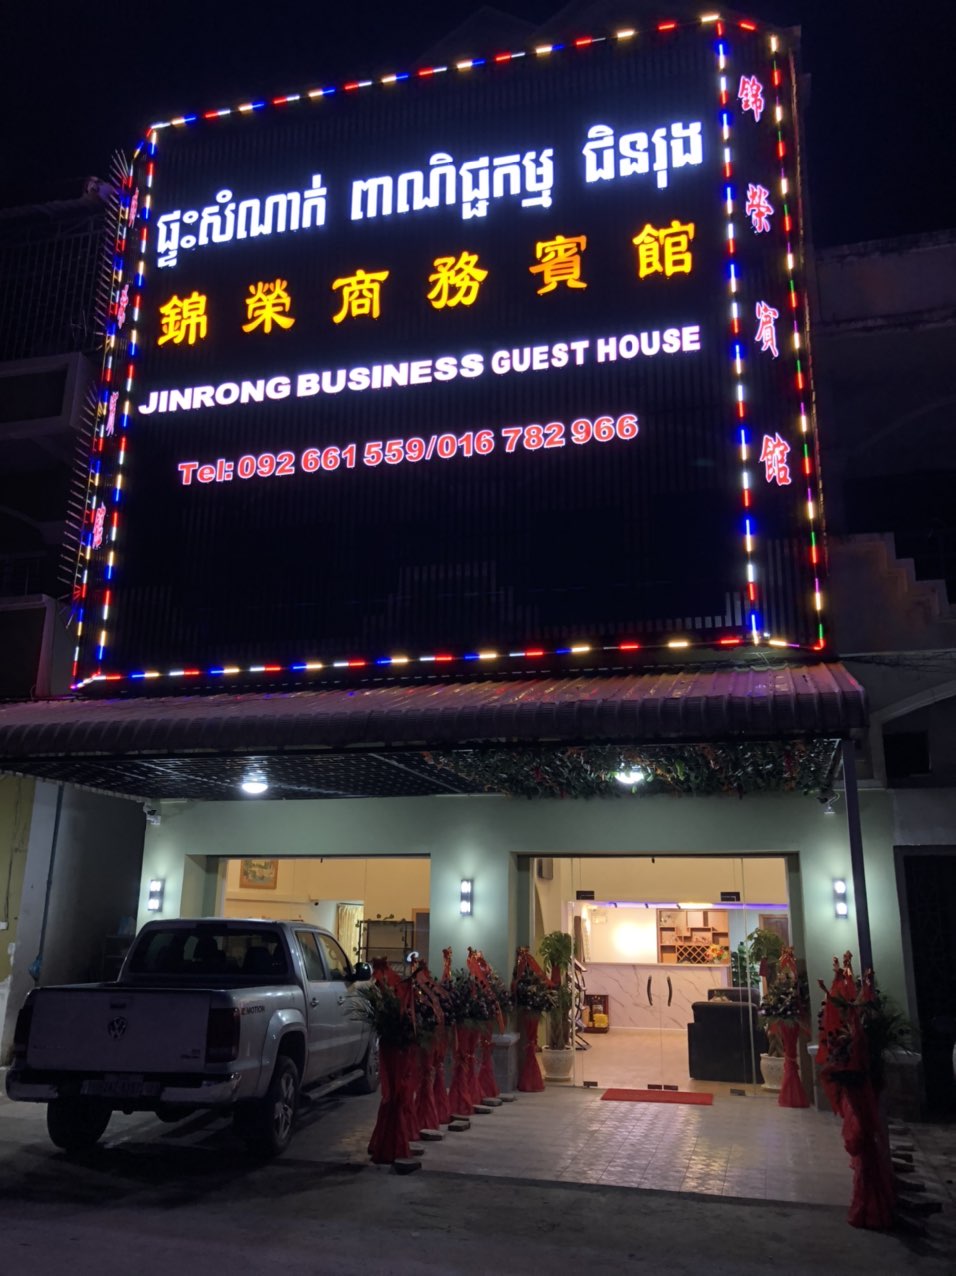 ផ្ទះសំណាក់ ពាណិជ្ជកម្ម ជិនរុង
錦榮商務賓館
JINRONG BUSINESS GUEST HOUSE
Tel: 092 661 559/016 782 966
錦榮賓館